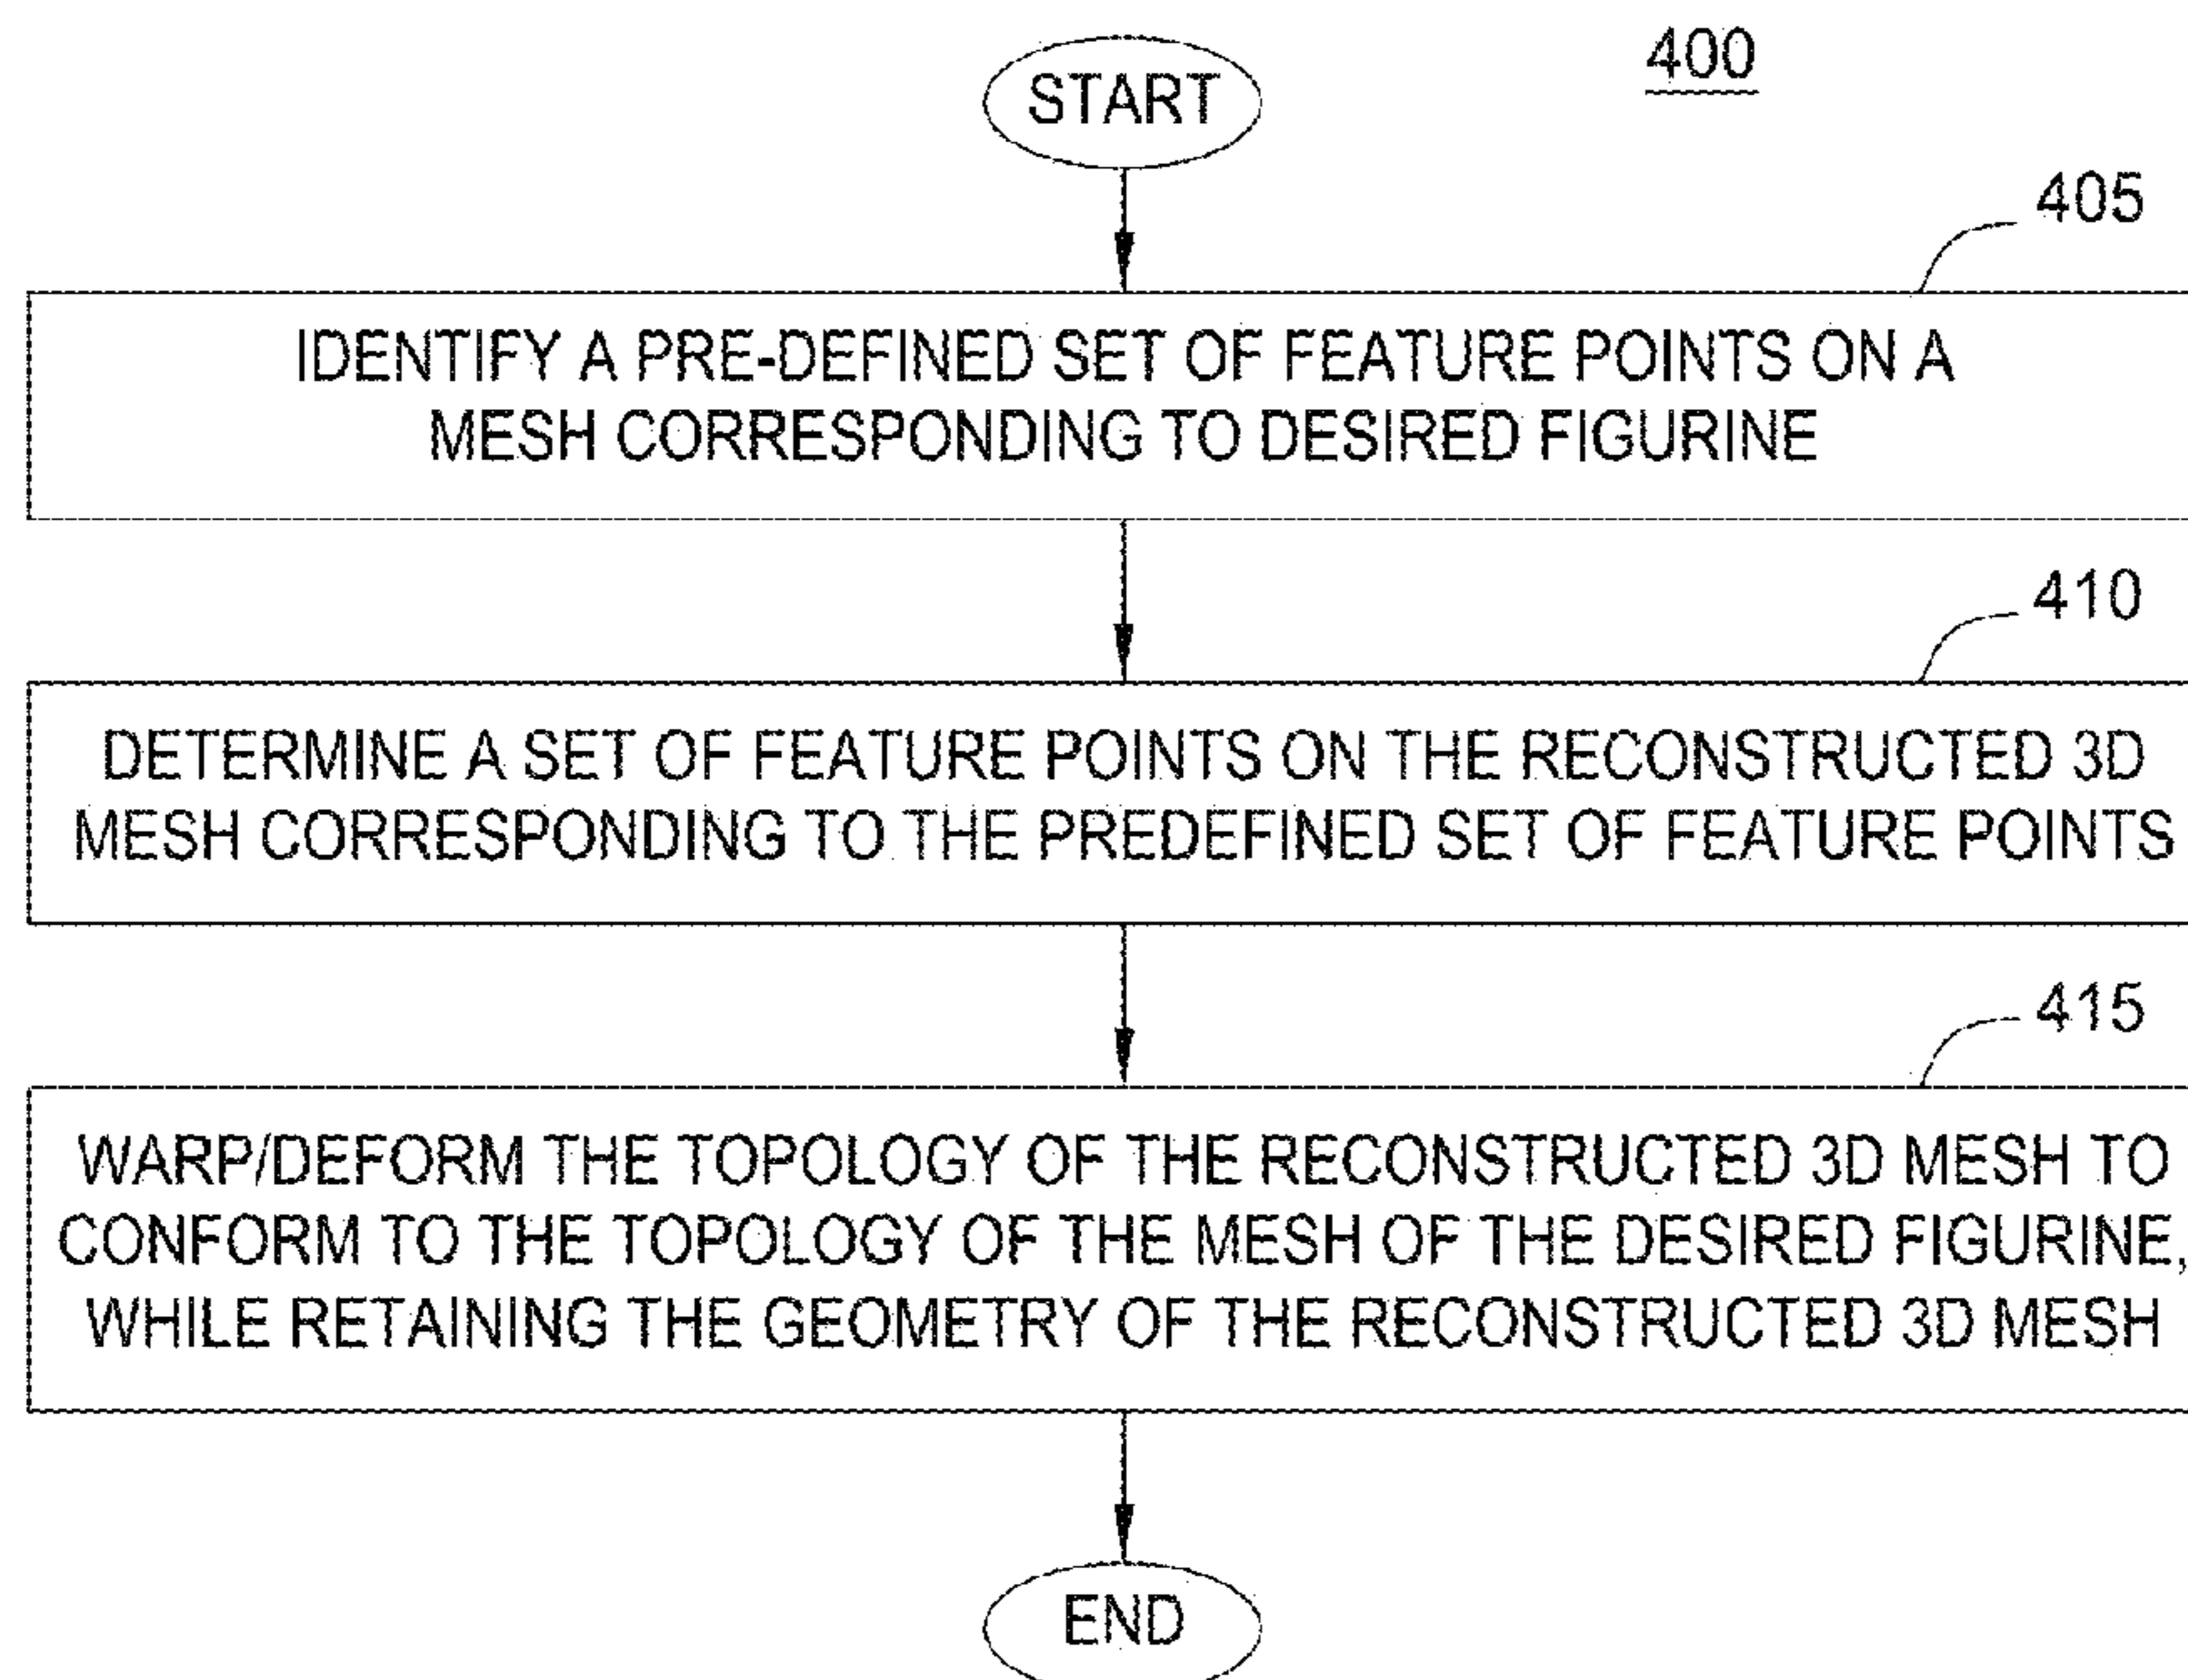 400
START
405
IDENTIFY A PRE-DEFINED SET OF FEATURE POINTS ON A
MESH CORRESPONDING TO DESIRED FIGURINE
410
DETERMINE A SET OF FEATURE POINTS ON THE RECONSTRUCTED 3D
MESH CORRESPONDING TO THE PREDEFINED SET OF FEATURE POINTS
415
WARP/DEFORM THE TOPOLOGY OF THE RECONSTRUCTED 3D MESH TO
CONFORM TO THE TOPOLOGY OF THE MESH OF THE DESIRED FIGURINE,
WHILE RETAINING THE GEOMETRY OF THE RECONSTRUCTED 3D MESH
END